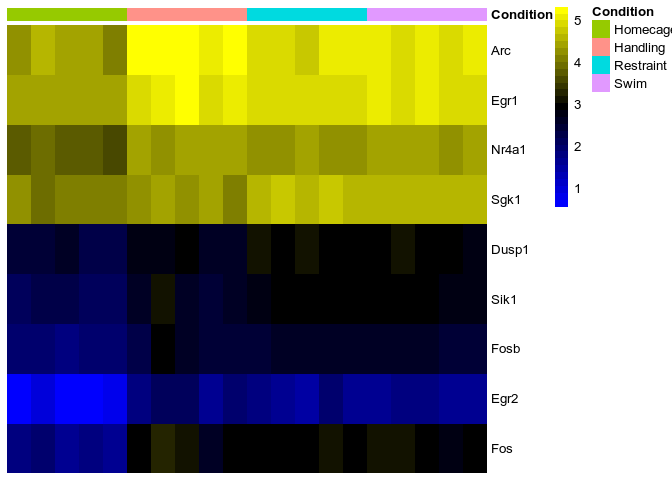 Condition
Arc
Egr1
Nr4a1
Sgk1
Dusp1
Sik1
Fosb
Egr2
Fos
5
4
3
2
1
Condition
Homecage
Handling
Restraint
Swim